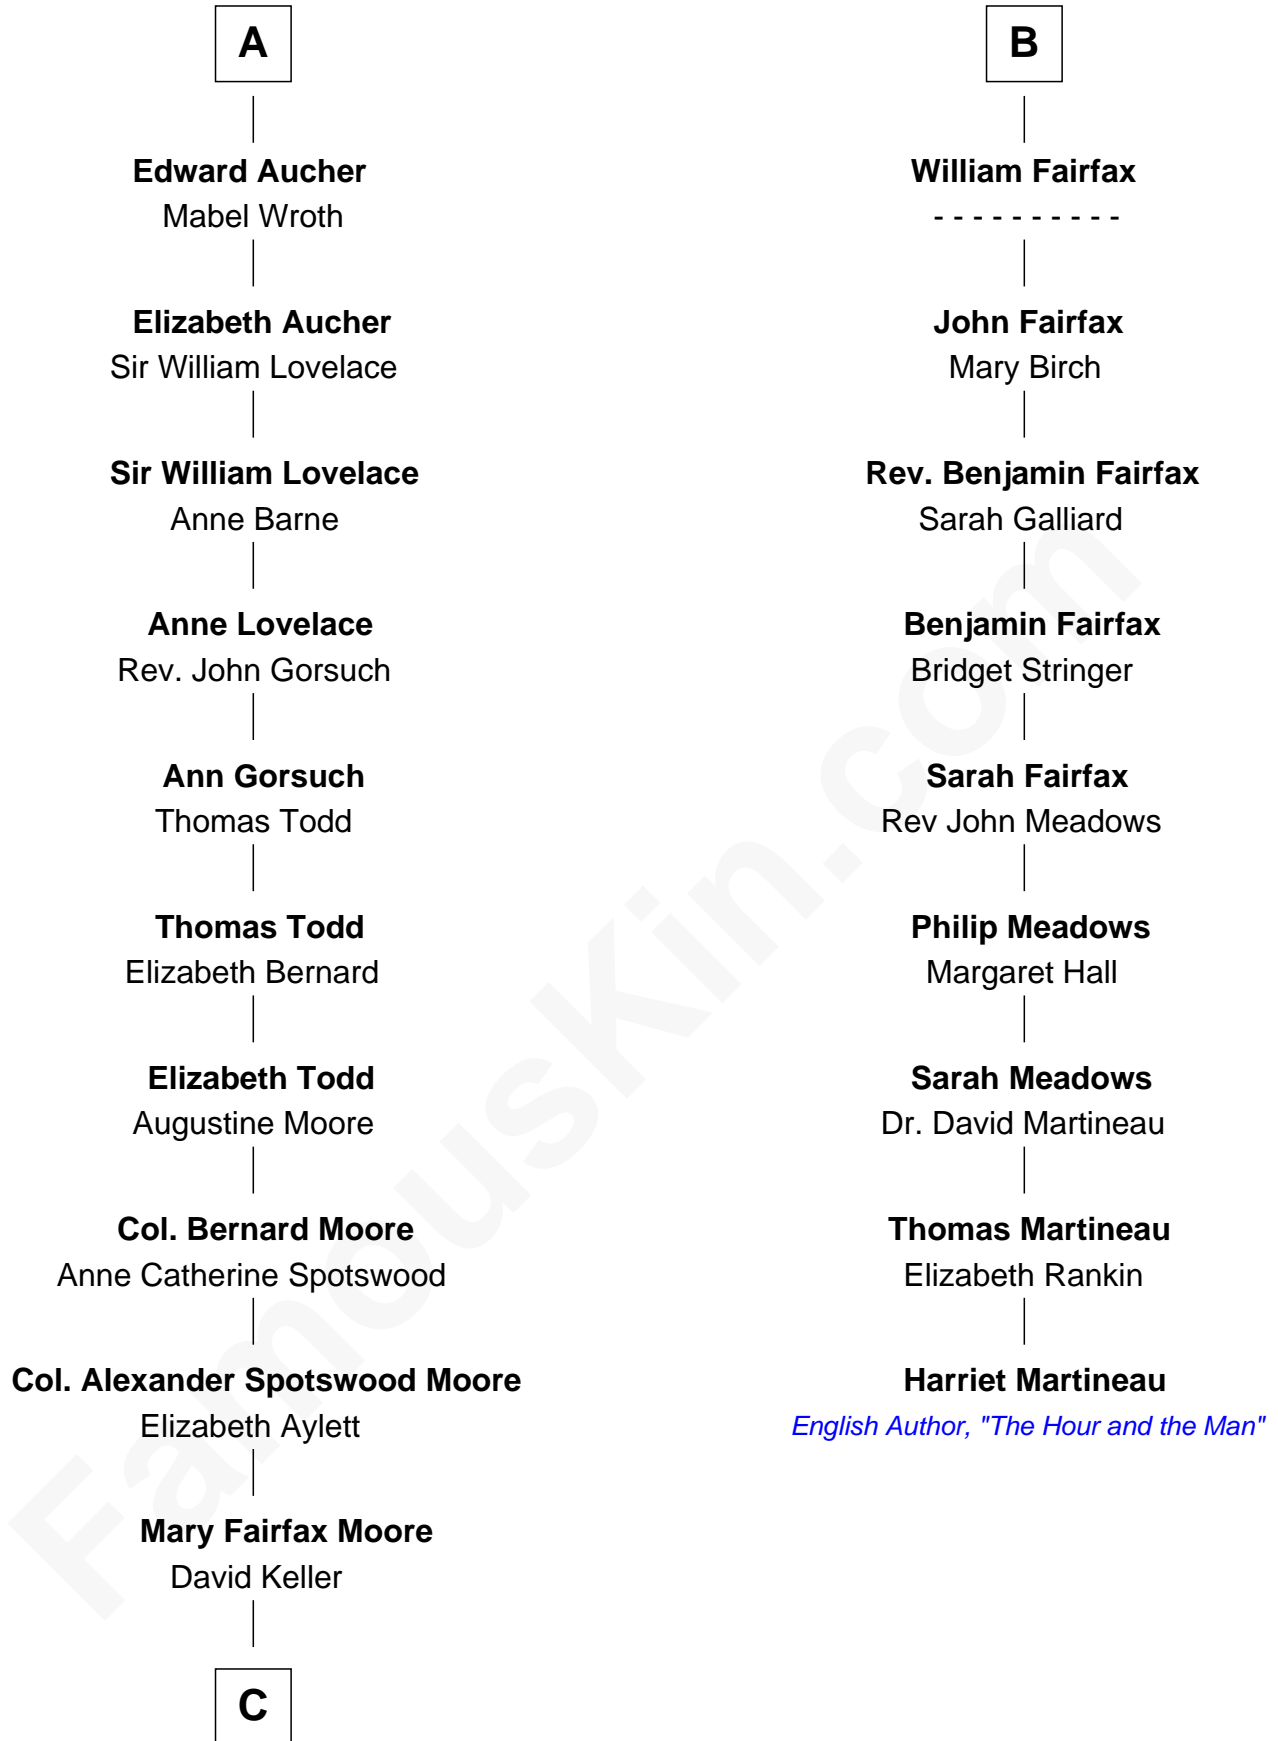 A
Edward Aucher
Mabel Wroth
Elizabeth Aucher
Sir William Lovelace
Sir William Lovelace
Anne Barne
Anne Lovelace
Rev. John Gorsuch
Ann Gorsuch
Thomas Todd
Thomas Todd
Elizabeth Bernard
Elizabeth Todd
Augustine Moore
Col. Bernard Moore
Anne Catherine Spotswood
Col. Alexander Spotswood Moore
Elizabeth Aylett
Mary Fairfax Moore
David Keller
C
B
William Fairfax
- - - - - - - - - -
John Fairfax
Mary Birch
Rev. Benjamin Fairfax
Sarah Galliard
Benjamin Fairfax
Bridget Stringer
Sarah Fairfax
Rev John Meadows
Philip Meadows
Margaret Hall
Sarah Meadows
Dr. David Martineau
Thomas Martineau
Elizabeth Rankin
Harriet Martineau
English Author, "The Hour and the Man"
FamousKin.com